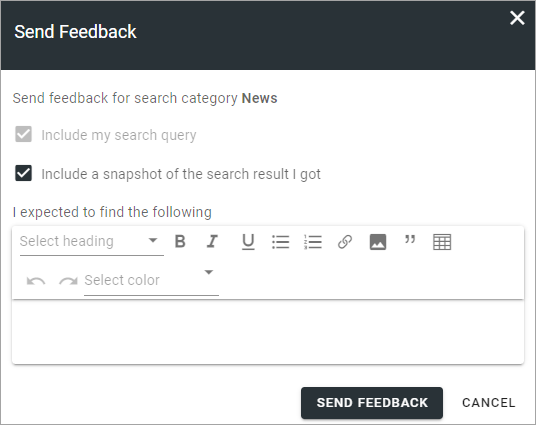 Send Feedback
Send feedback for search category News
Include my search query
Include a snapshot of the search result I got
I expected to find the following
Select heading B I U
Select color
SEND FEEDBACK CANCEL